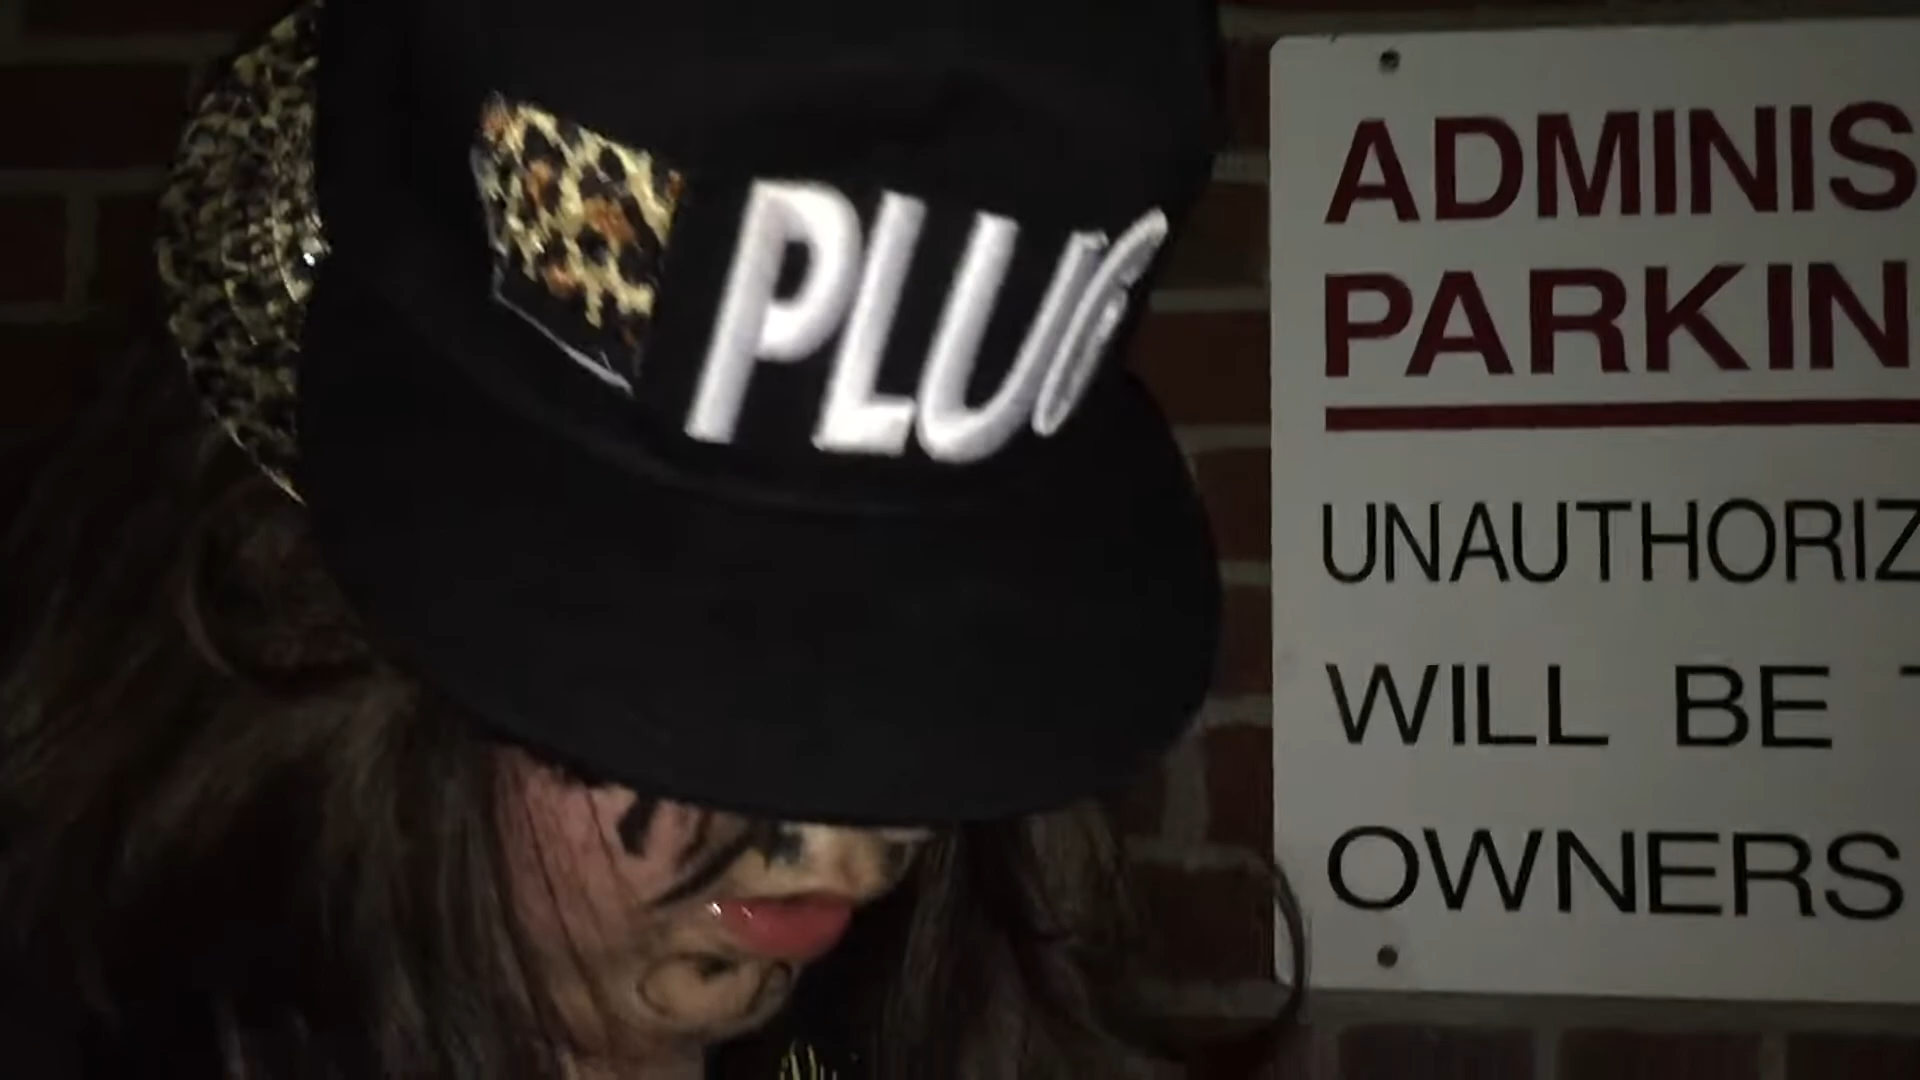 PLUG
ADMINIS
PARKIN
UNAUTHORIZ
WILL BE T
OWNERS